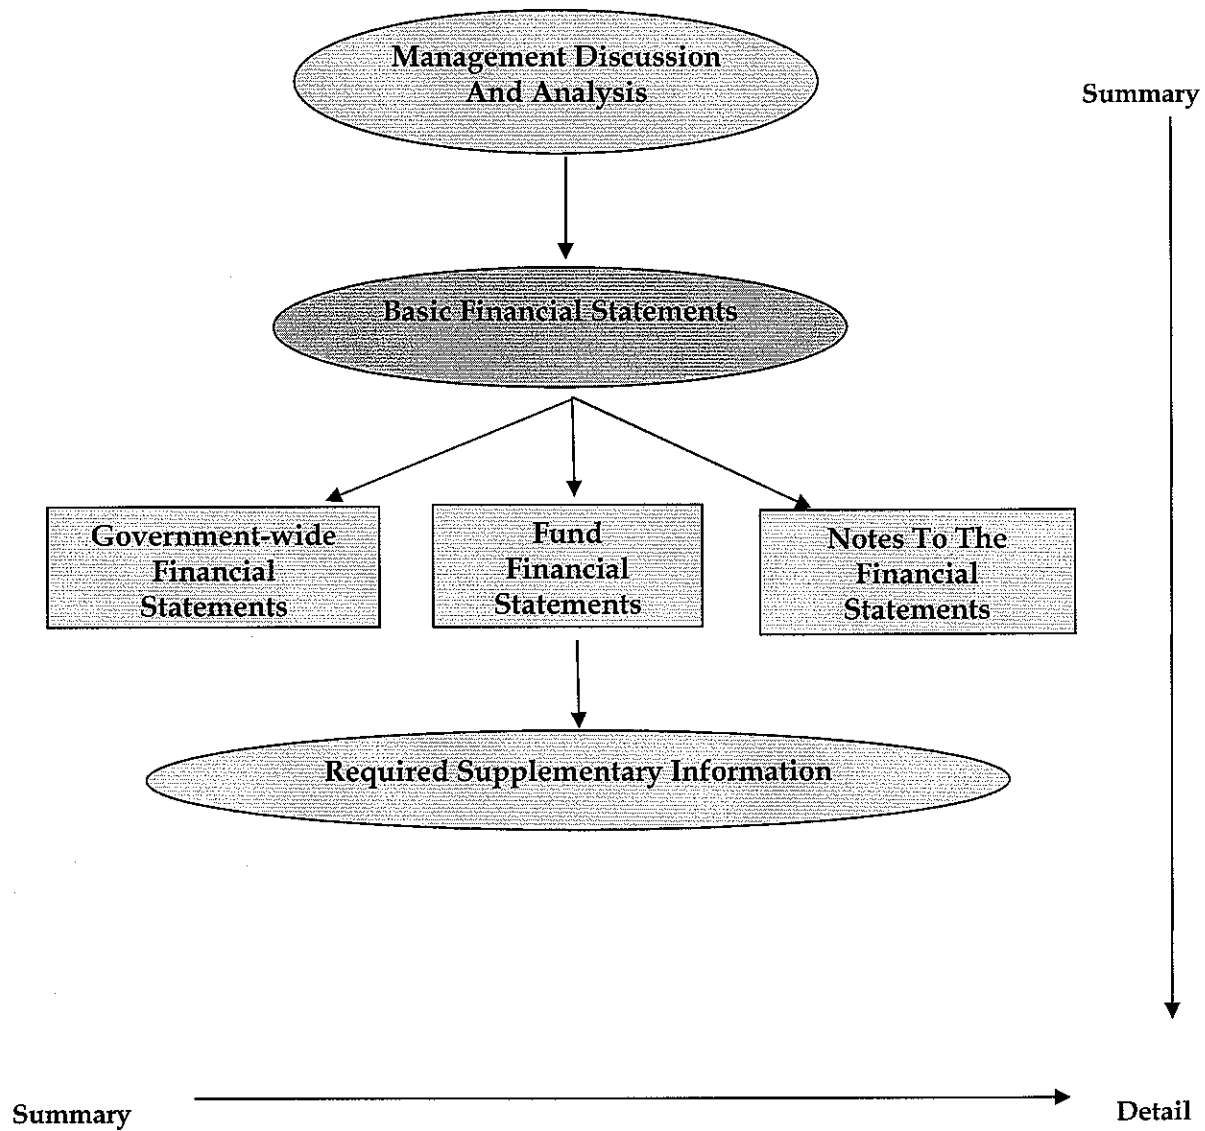 Management Discussion
And Analysis
Summary
Basic Financial Statements
Government-wide
Financial
Statements
Fund
Financial
Statements
Notes To The
Financial
Statements
Required Supplementary Information
Summary
Detail